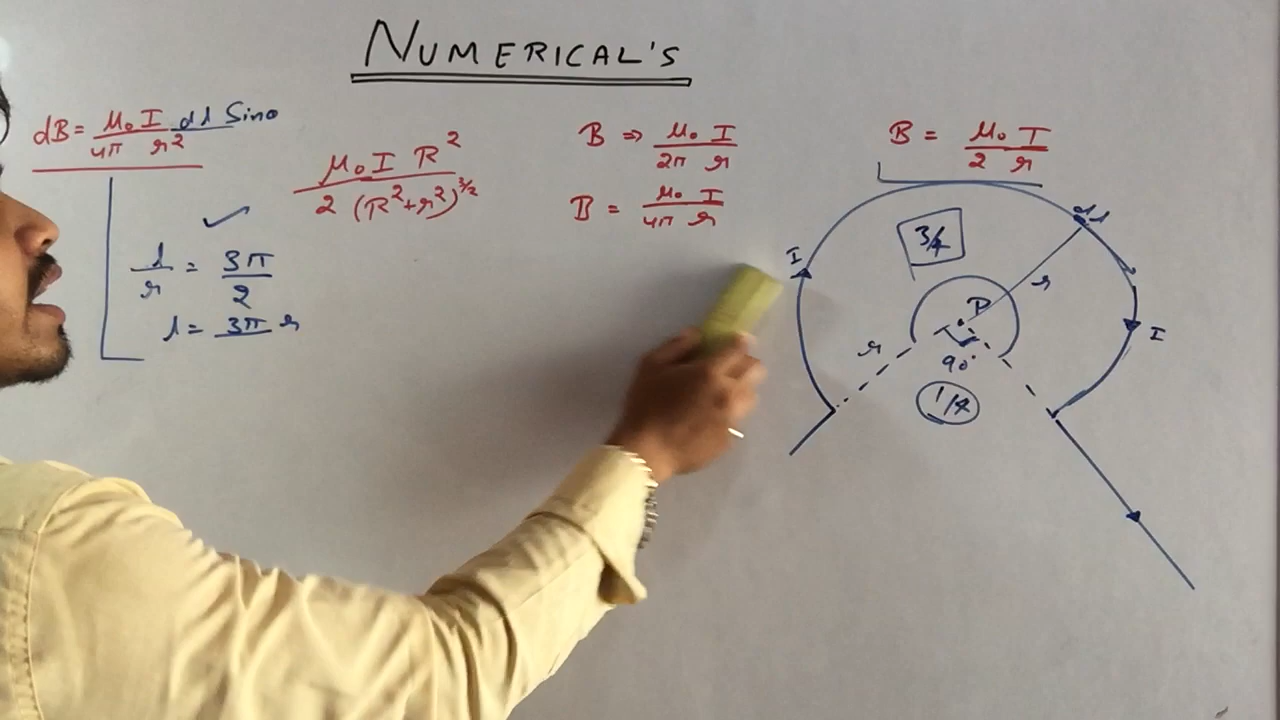 NUMERICAL'S
dB = μ₀ I dl Sinθ / 4π r²
l / r = 3π / 2
l = 3π r
μ₀ I R² / 2 (R² + r²)^3/2
B ⇒ μ₀ I / 2π r
B = μ₀ I / 4π r
B = μ₀ I / 2 r
dl
3/4
I
r
P
I
r
90°
1/4